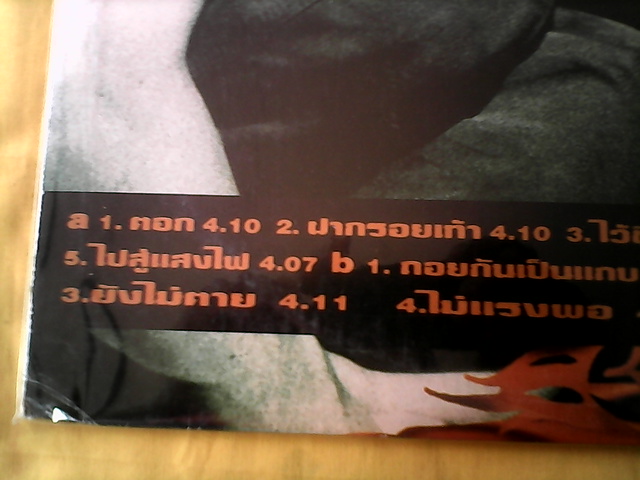 a 1. ตอก 4.10 2. ฝากรอยเท้า 4.10 3.
5. ไปสู้แสงไฟ 4.07 b 1. ถอยกันเป็นแถบ
3. ยังไม่ตาย 4.11 4. ไม่แรงพอ